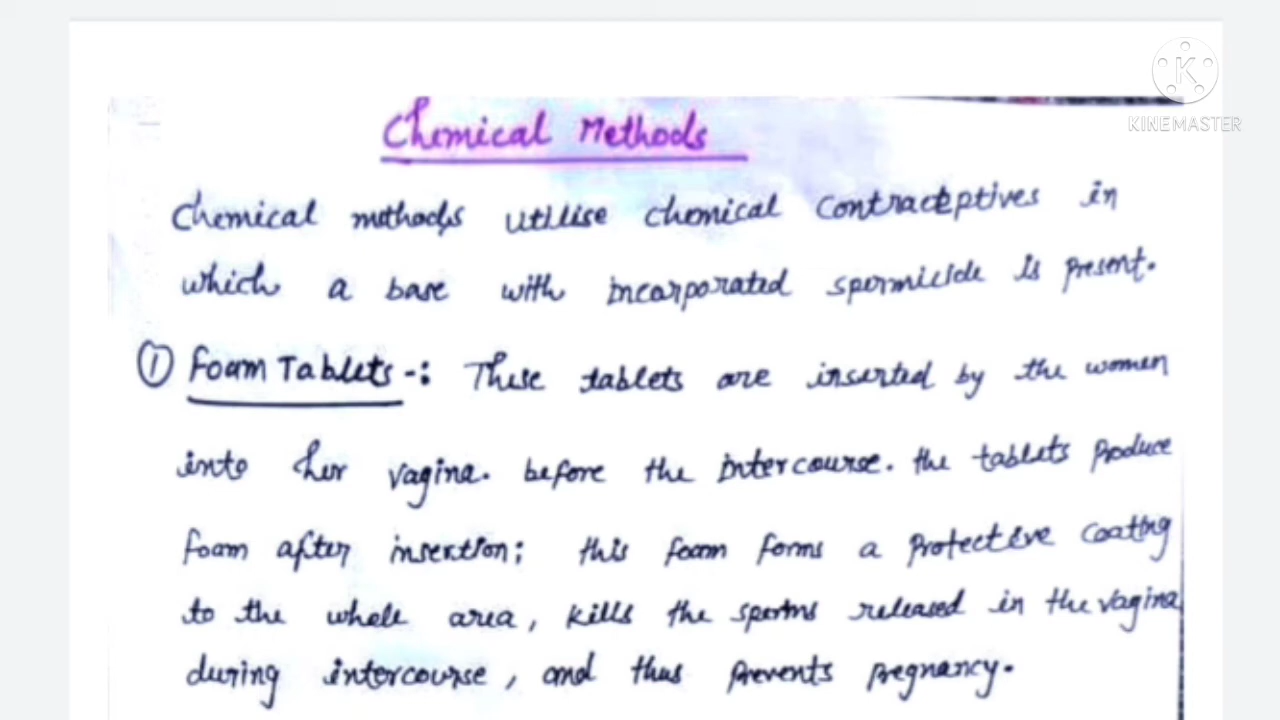 KINEMASTER
Chemical Methods
Chemical methods utilise chemical contraceptives in
which a base with incorporated spermicide is present.
① Foam Tablets -: These tablets are inserted by the women
into her vagina. before the intercourse. the tablets produce
foam after insertion; this foam forms a protective coating
to the whole area, kills the sperms released in the vagina
during intercourse, and thus prevents pregnancy.